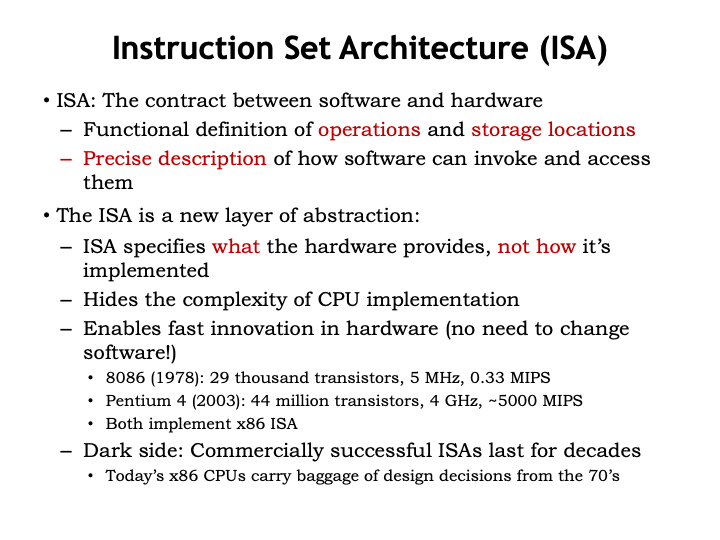 Instruction Set Architecture (ISA)
• ISA: The contract between software and hardware
– Functional definition of operations and storage locations
– Precise description of how software can invoke and access
them
• The ISA is a new layer of abstraction:
– ISA specifies what the hardware provides, not how it’s
implemented
– Hides the complexity of CPU implementation
– Enables fast innovation in hardware (no need to change
software!)
• 8086 (1978): 29 thousand transistors, 5 MHz, 0.33 MIPS
• Pentium 4 (2003): 44 million transistors, 4 GHz, ~5000 MIPS
• Both implement x86 ISA
– Dark side: Commercially successful ISAs last for decades
• Today’s x86 CPUs carry baggage of design decisions from the 70’s